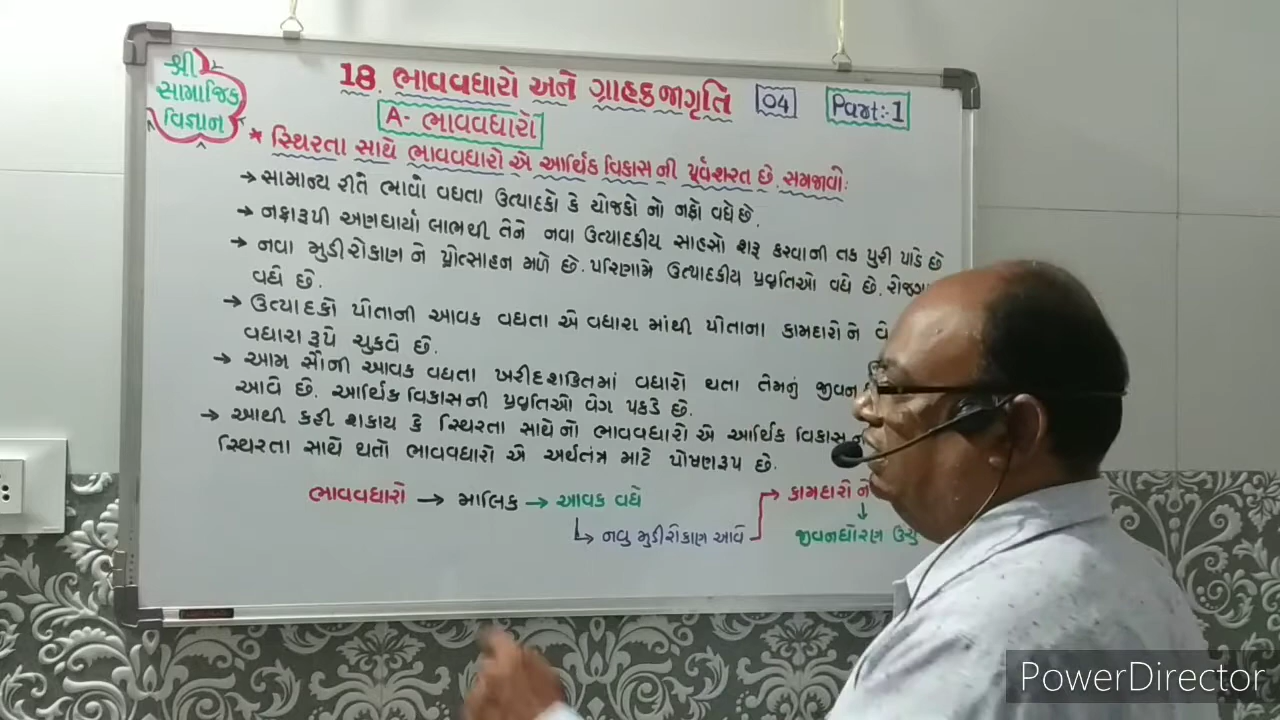 શ્રી
સામાજિક
વિજ્ઞાન
18. ભાવવધારો અને ગ્રાહકજાગૃતિ 04 Part:-1
A- ભાવવધારો
* સ્થિરતા સાથે ભાવવધારો એ આર્થિક વિકાસ ની પૂર્વશરત છે. સમજાવો:
→ સામાન્ય રીતે ભાવો વધતા ઉત્પાદકો કે યોજકો નો નફો વધે છે.
→ નફારૂપી અણધાર્યા લાભથી તેને નવા ઉત્પાદકીય સાહસો શરૂ કરવાની તક પુરી પાડે છે
→ નવા મુડીરોકાણ ને પ્રોત્સાહન મળે છે. પરિણામે ઉત્પાદકીય પ્રવૃતિઓ વધે છે.
વધે છે.
→ ઉત્પાદકો પોતાની આવક વધતા એ વધારા માંથી પોતાના કામદારો ને
વધારા રૂપે ચુકવે છે.
→ આમ સૌની આવક વધતા ખરીદશકિતમાં વધારો થતા તેમનું જીવન
આવે છે. આર્થિક વિકાસની પ્રવૃતિઓ વેગ પકડે છે.
→ આથી કહી શકાય કે સ્થિરતા સાથે નો ભાવવધારો એ આર્થિક વિકાસ
સ્થિરતા સાથે થતો ભાવવધારો એ અર્થતંત્ર માટે પોષણરૂપ છે.
ભાવવધારો → માલિક → આવક વધે → કામદારો ને
↳ નવુ મુડીરોકાણ આવે
↓
જીવનધોરણ
PowerDirector